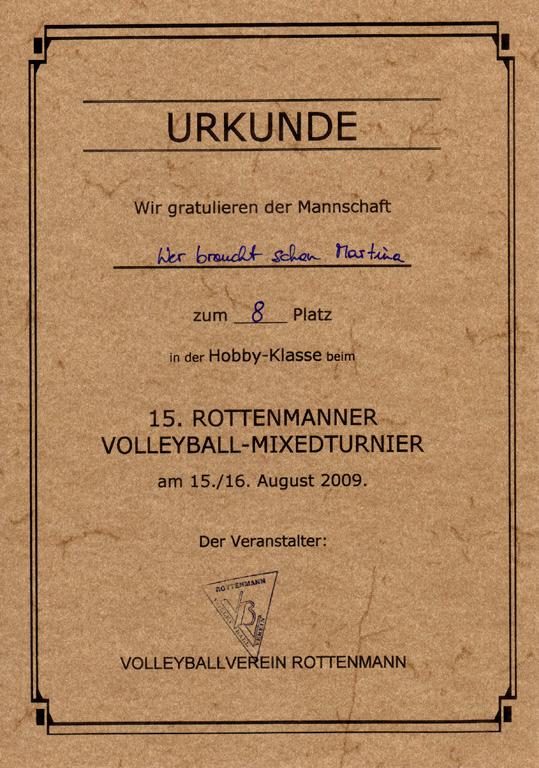 URKUNDE
Wir gratulieren der Mannschaft
Wer braucht schon Martina
zum 8 Platz
in der Hobby-Klasse beim
15. ROTTENMANNER
VOLLEYBALL-MIXEDTURNIER
am 15./16. August 2009.
Der Veranstalter:
ROTTENMANN
VOLLEYBALLVEREIN ROTTENMANN